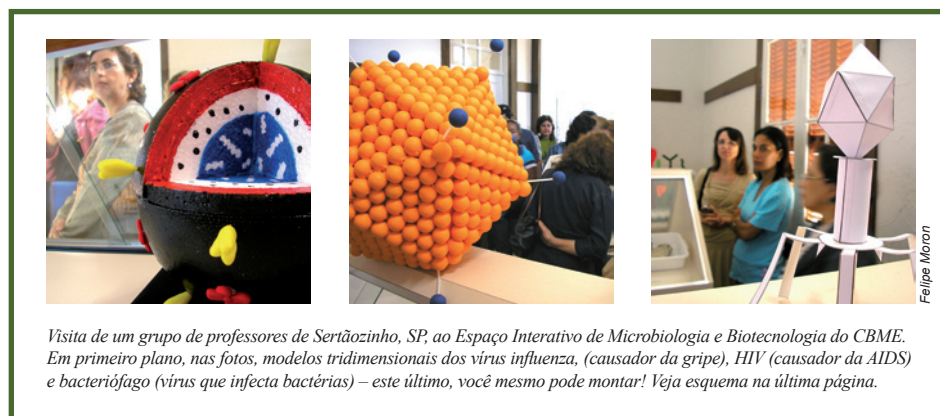 Felipe Moron
Visita de um grupo de professores de Sertãozinho, SP, ao Espaço Interativo de Microbiologia e Biotecnologia do CBME.
Em primeiro plano, nas fotos, modelos tridimensionais dos vírus influenza, (causador da gripe), HIV (causador da AIDS)
e bacteriófago (vírus que infecta bactérias) – este último, você mesmo pode montar! Veja esquema na última página.